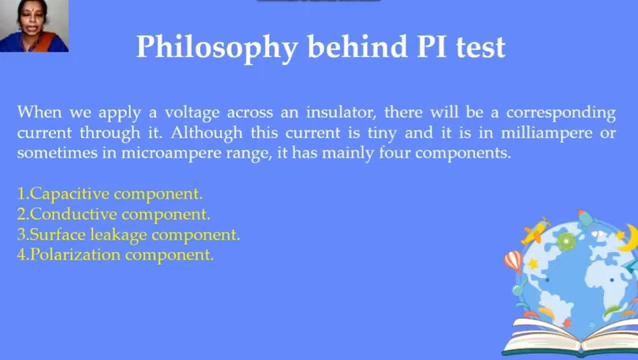 Philosophy behind PI test
When we apply a voltage across an insulator, there will be a corresponding
current through it. Although this current is tiny and it is in milliampere or
sometimes in microampere range, it has mainly four components.
1.Capacitive component.
2.Conductive component.
3.Surface leakage component.
4.Polarization component.